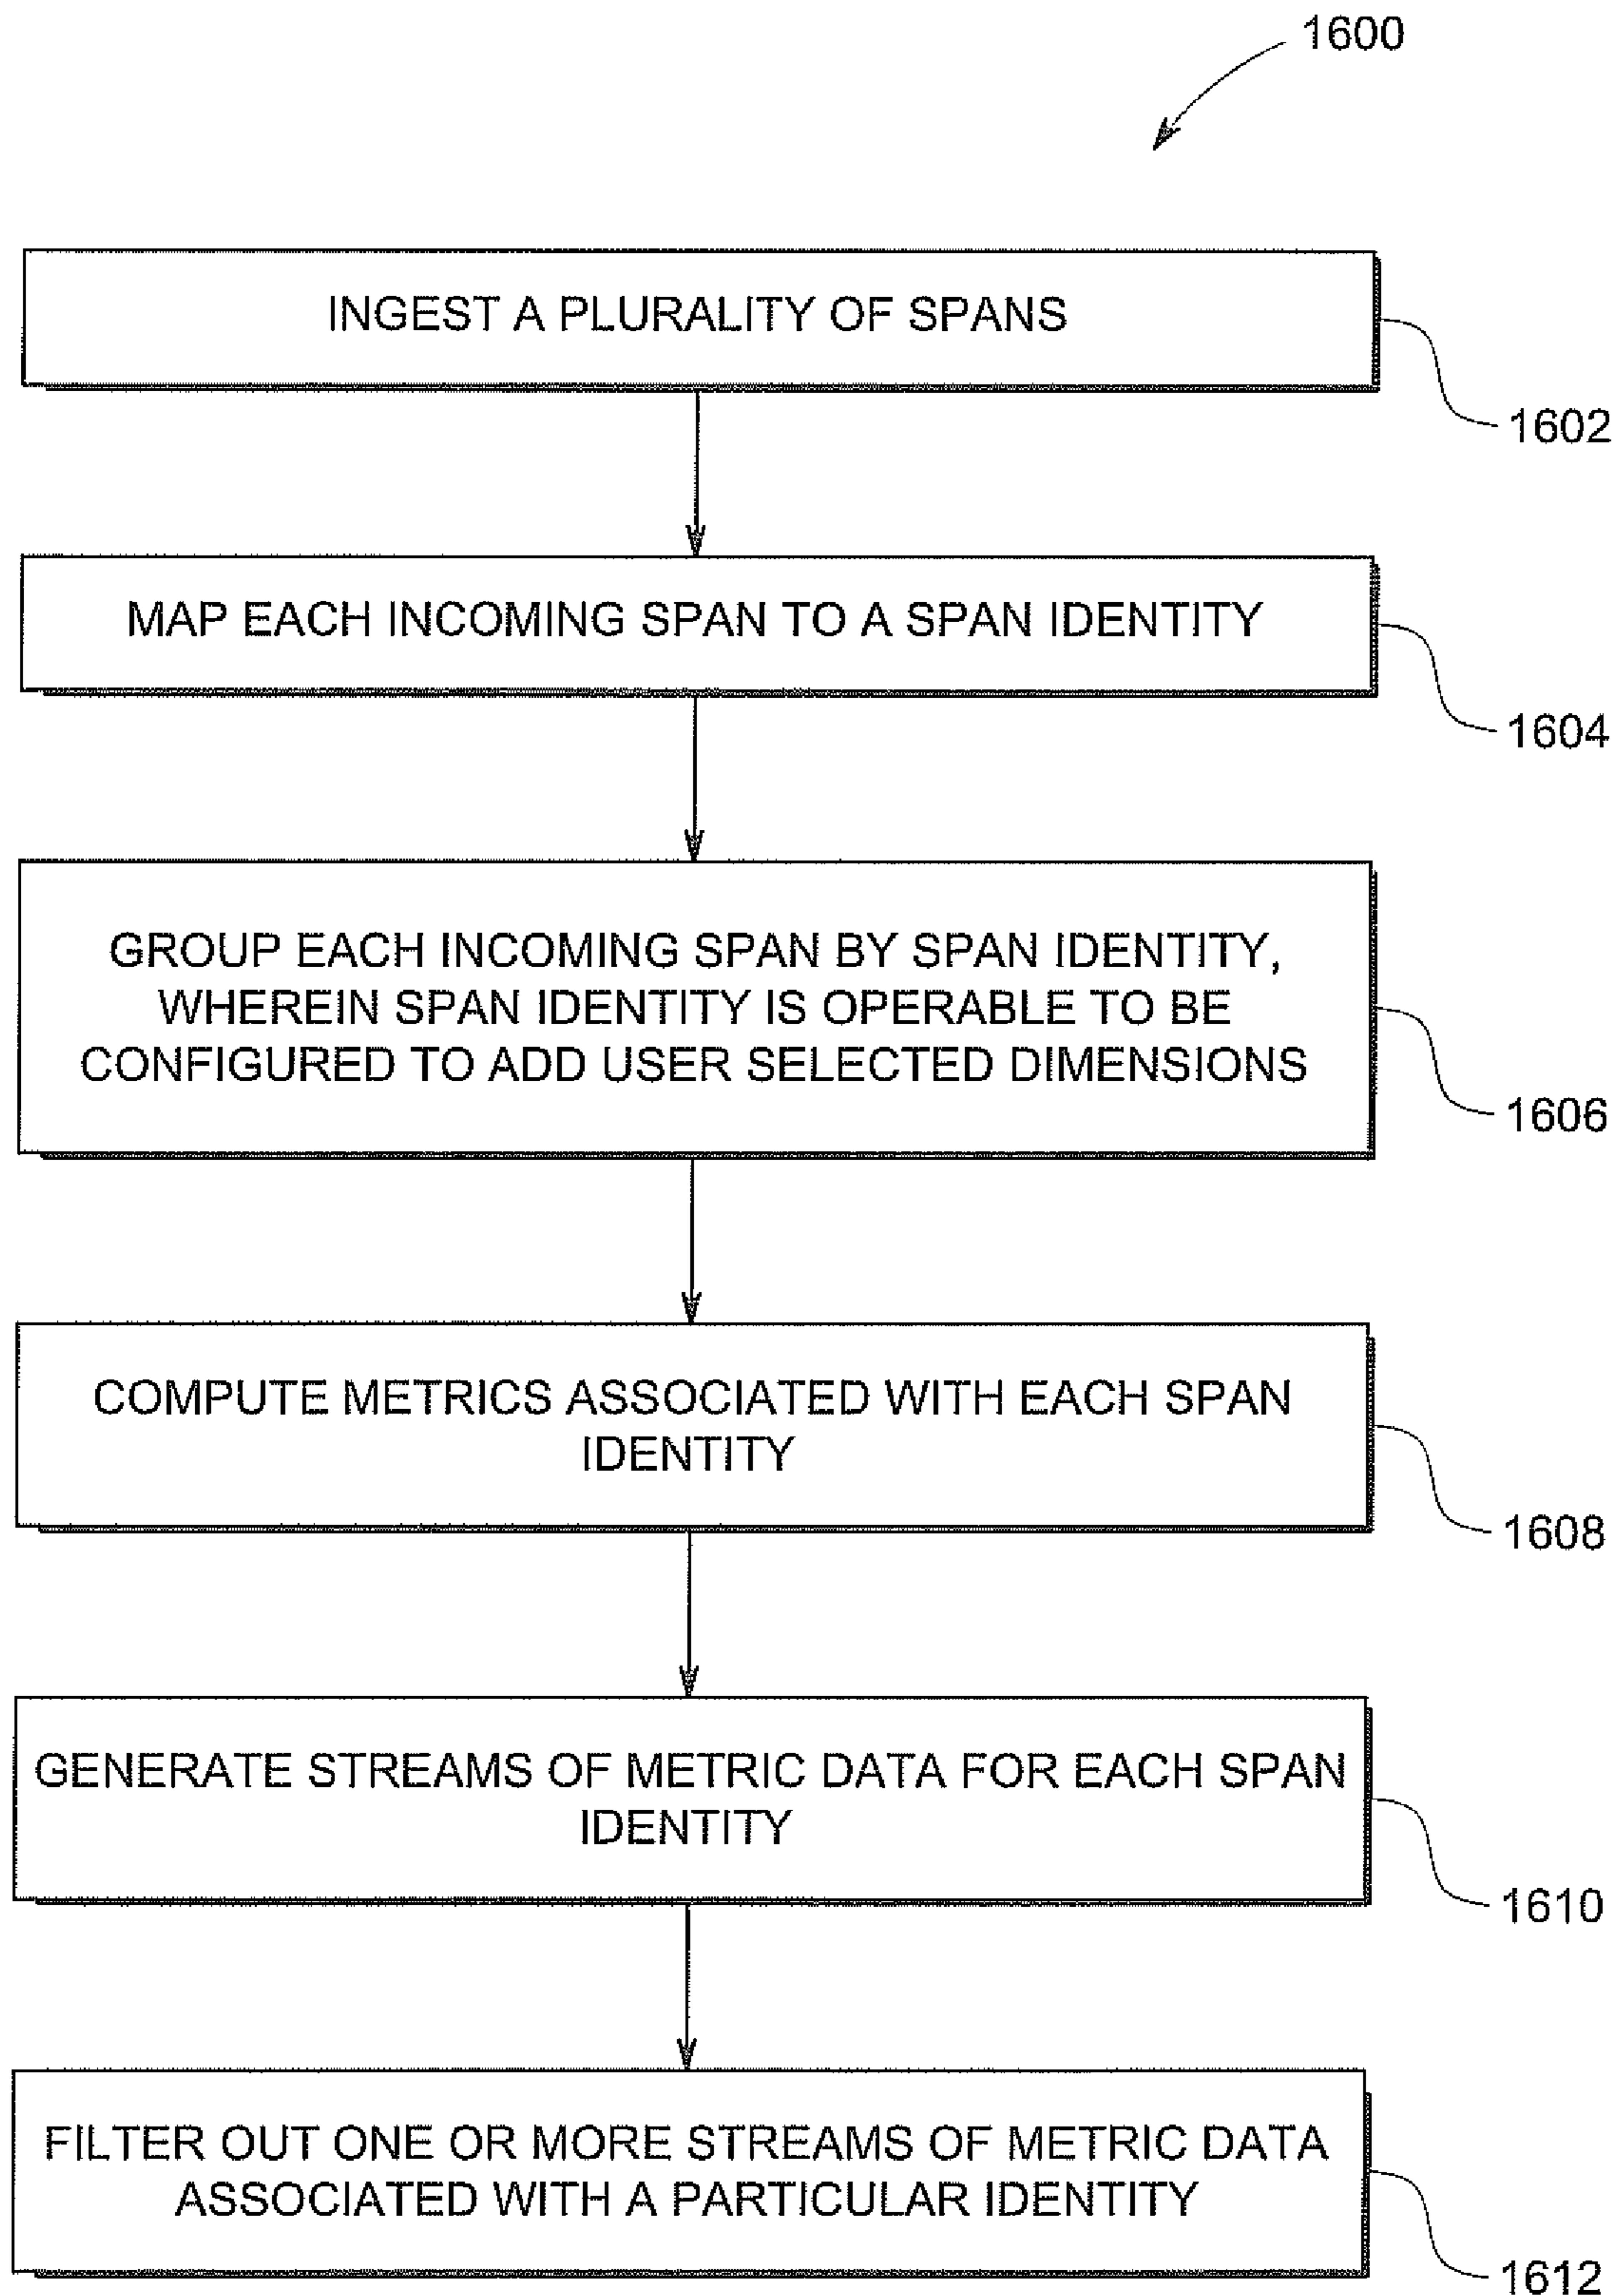 1600
INGEST A PLURALITY OF SPANS
1602
MAP EACH INCOMING SPAN TO A SPAN IDENTITY
1604
GROUP EACH INCOMING SPAN BY SPAN IDENTITY,
WHEREIN SPAN IDENTITY IS OPERABLE TO BE
CONFIGURED TO ADD USER SELECTED DIMENSIONS
1606
COMPUTE METRICS ASSOCIATED WITH EACH SPAN
IDENTITY
1608
GENERATE STREAMS OF METRIC DATA FOR EACH SPAN
IDENTITY
1610
FILTER OUT ONE OR MORE STREAMS OF METRIC DATA
ASSOCIATED WITH A PARTICULAR IDENTITY
1612